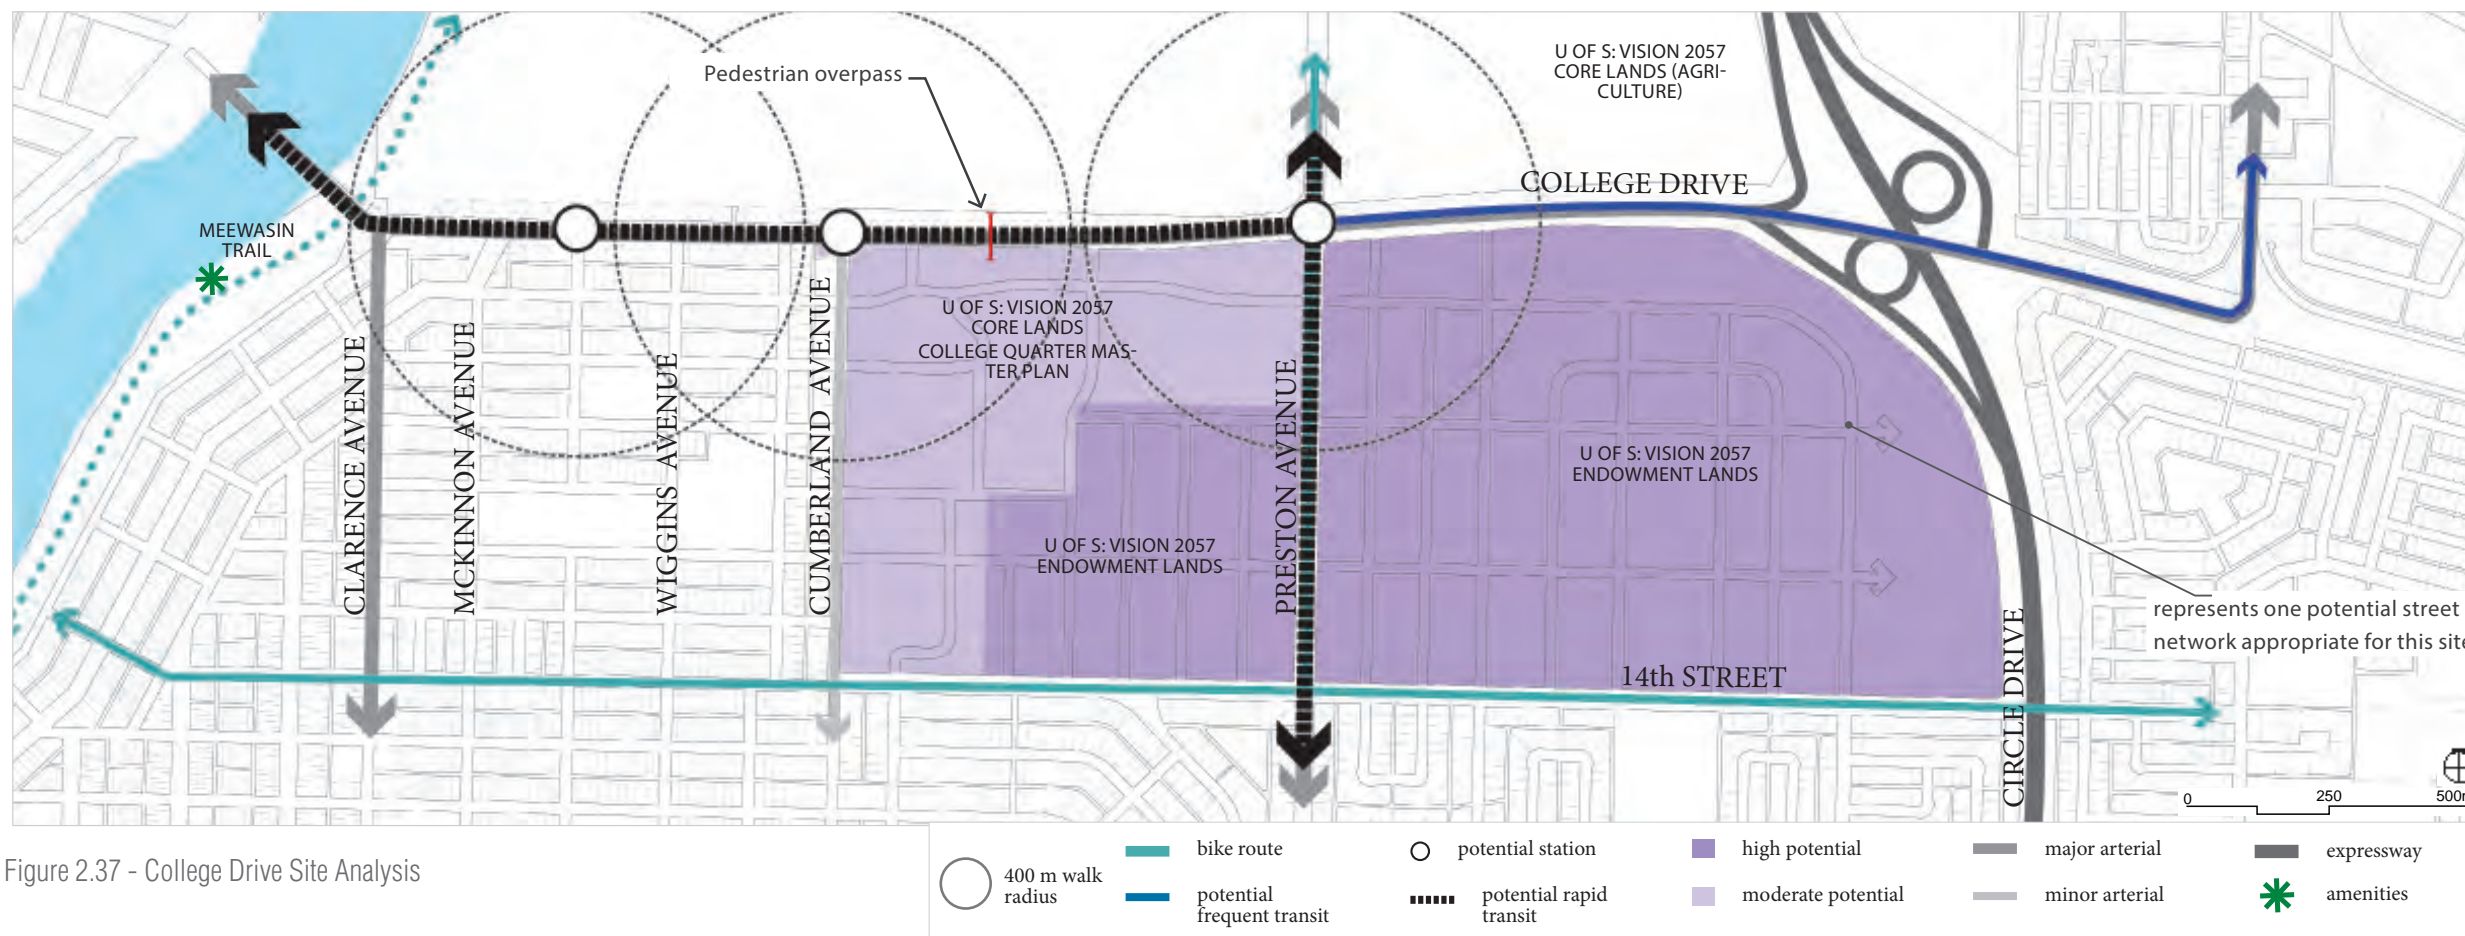 U OF S: VISION 2057
CORE LANDS (AGRI-
CULTURE)
Pedestrian overpass
COLLEGE DRIVE
MEEWASIN
TRAIL
U OF S: VISION 2057
CORE LANDS
COLLEGE QUARTER MAS-
TER PLAN
CLARENCE AVENUE
MCKINNON AVENUE
WIGGINS AVENUE
CUMBERLAND AVENUE
PRESTON AVENUE
U OF S: VISION 2057
ENDOWMENT LANDS
U OF S: VISION 2057
ENDOWMENT LANDS
represents one potential street
network appropriate for this site
14th STREET
CIRCLE DRIVE
0 250 500m
Figure 2.37 - College Drive Site Analysis
400 m walk
radius
bike route
potential
frequent transit
potential station
potential rapid
transit
high potential
moderate potential
major arterial
minor arterial
expressway
amenities